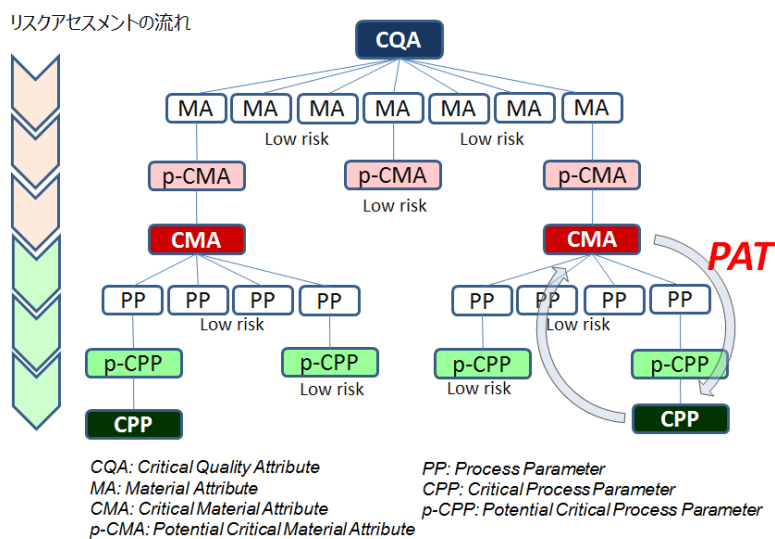 リスクアセスメントの流れ
CQA
MA MA MA MA MA MA MA
Low risk Low risk
p-CMA p-CMA p-CMA
Low risk
CMA CMA
PAT
PP PP PP PP PP PP PP PP
Low risk Low risk
p-CPP p-CPP p-CPP p-CPP
Low risk Low risk
CPP CPP
CQA: Critical Quality Attribute
MA: Material Attribute
CMA: Critical Material Attribute
p-CMA: Potential Critical Material Attribute
PP: Process Parameter
CPP: Critical Process Parameter
p-CPP: Potential Critical Process Parameter